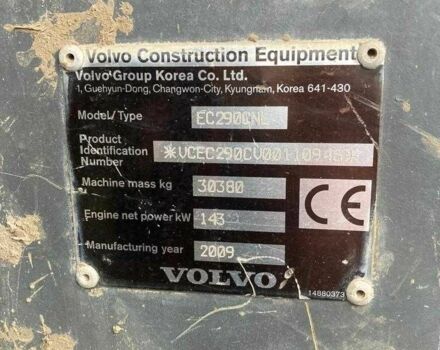 Volvo Construction Equipment
Volvo Group Korea Co. Ltd.
1, Guehyun-Dong, Changwon-City, Kyungnam, Korea 641-430
Model/Type EC290CNL
Product
Identification
Number
Machine mass kg 30380
CE
Engine net power kW 143
Manufacturing year 2009
VOLVO
14880373